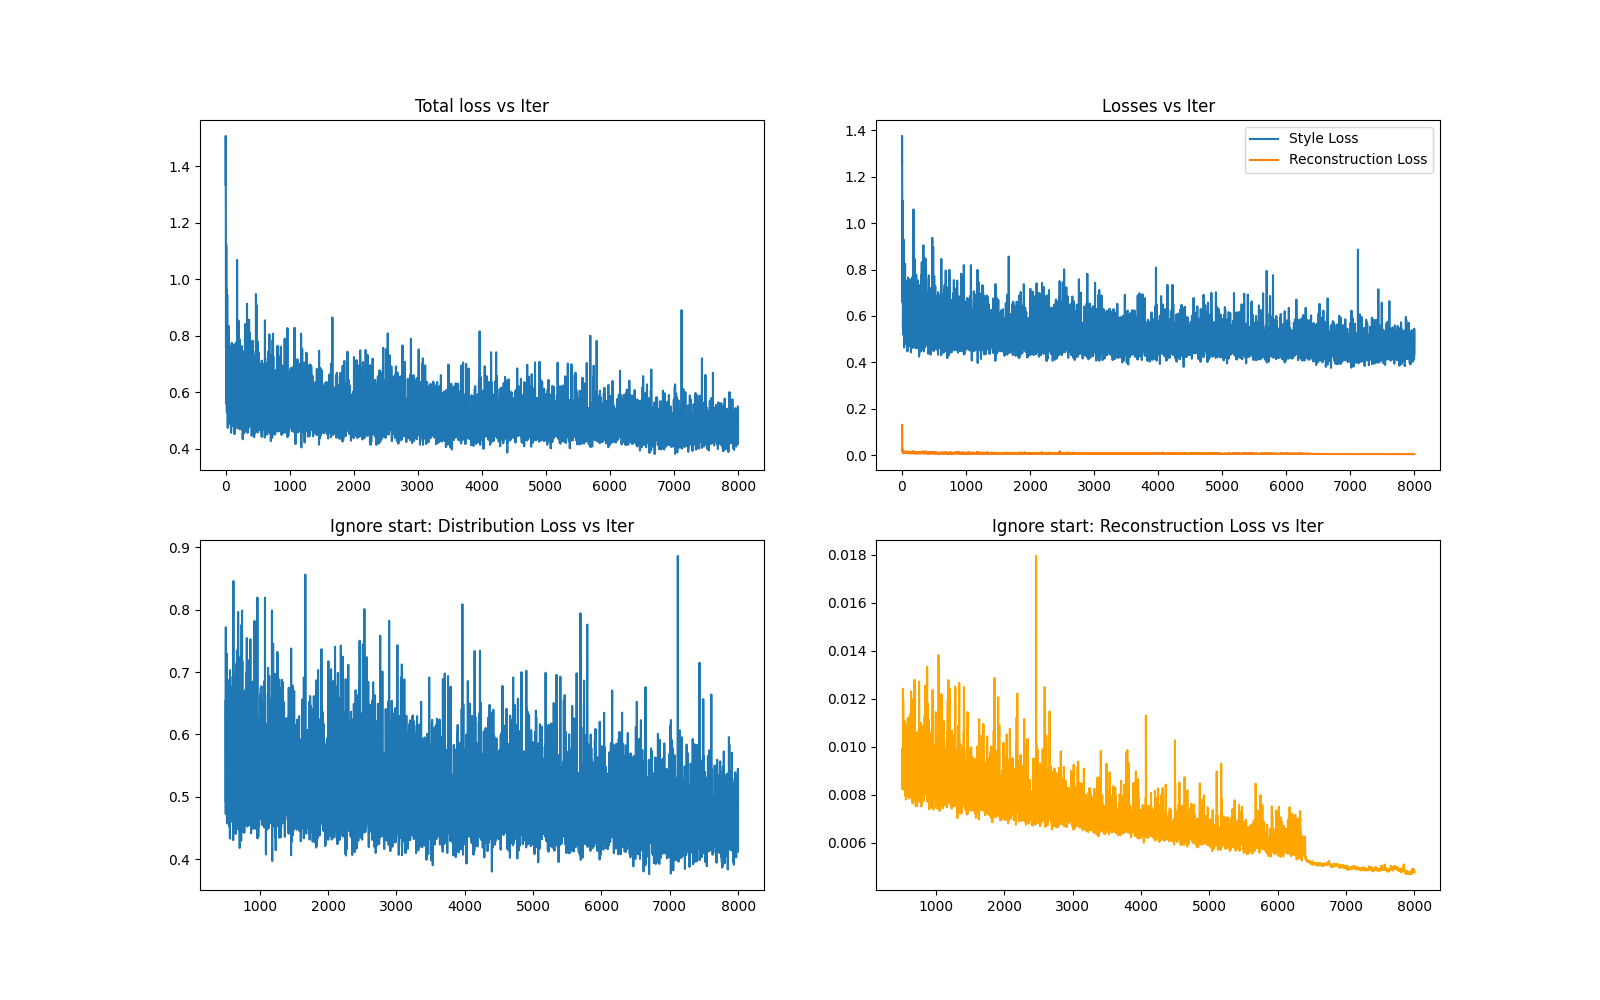 Total loss vs Iter
1.4
1.2
1.0
0.8
0.6
0.4
0 1000 2000 3000 4000 5000 6000 7000 8000
Losses vs Iter
Style Loss
Reconstruction Loss
1.4
1.2
1.0
0.8
0.6
0.4
0.2
0.0
0 1000 2000 3000 4000 5000 6000 7000 8000
Ignore start: Distribution Loss vs Iter
0.9
0.8
0.7
0.6
0.5
0.4
1000 2000 3000 4000 5000 6000 7000 8000
Ignore start: Reconstruction Loss vs Iter
0.018
0.016
0.014
0.012
0.010
0.008
0.006
1000 2000 3000 4000 5000 6000 7000 8000